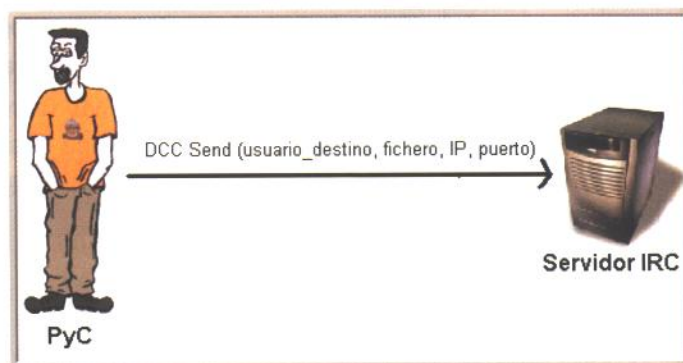 DCC Send (usuario_destino, fichero, IP, puerto)
Servidor IRC
PyC